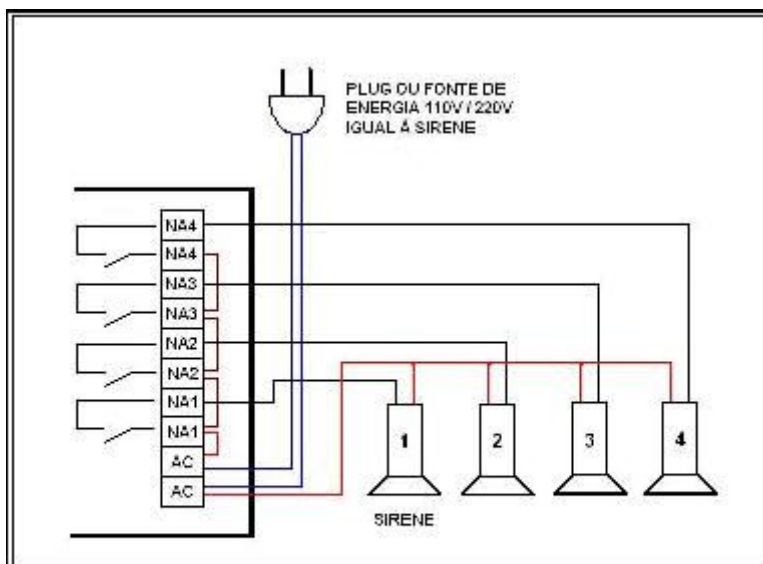 PLUG OU FONTE DE
ENERGIA 110V / 220V
IGUAL Á SIRENE
NA4
NA4
NA3
NA3
NA2
NA2
NA1
NA1
AC
AC
1
2
3
4
SIRENE